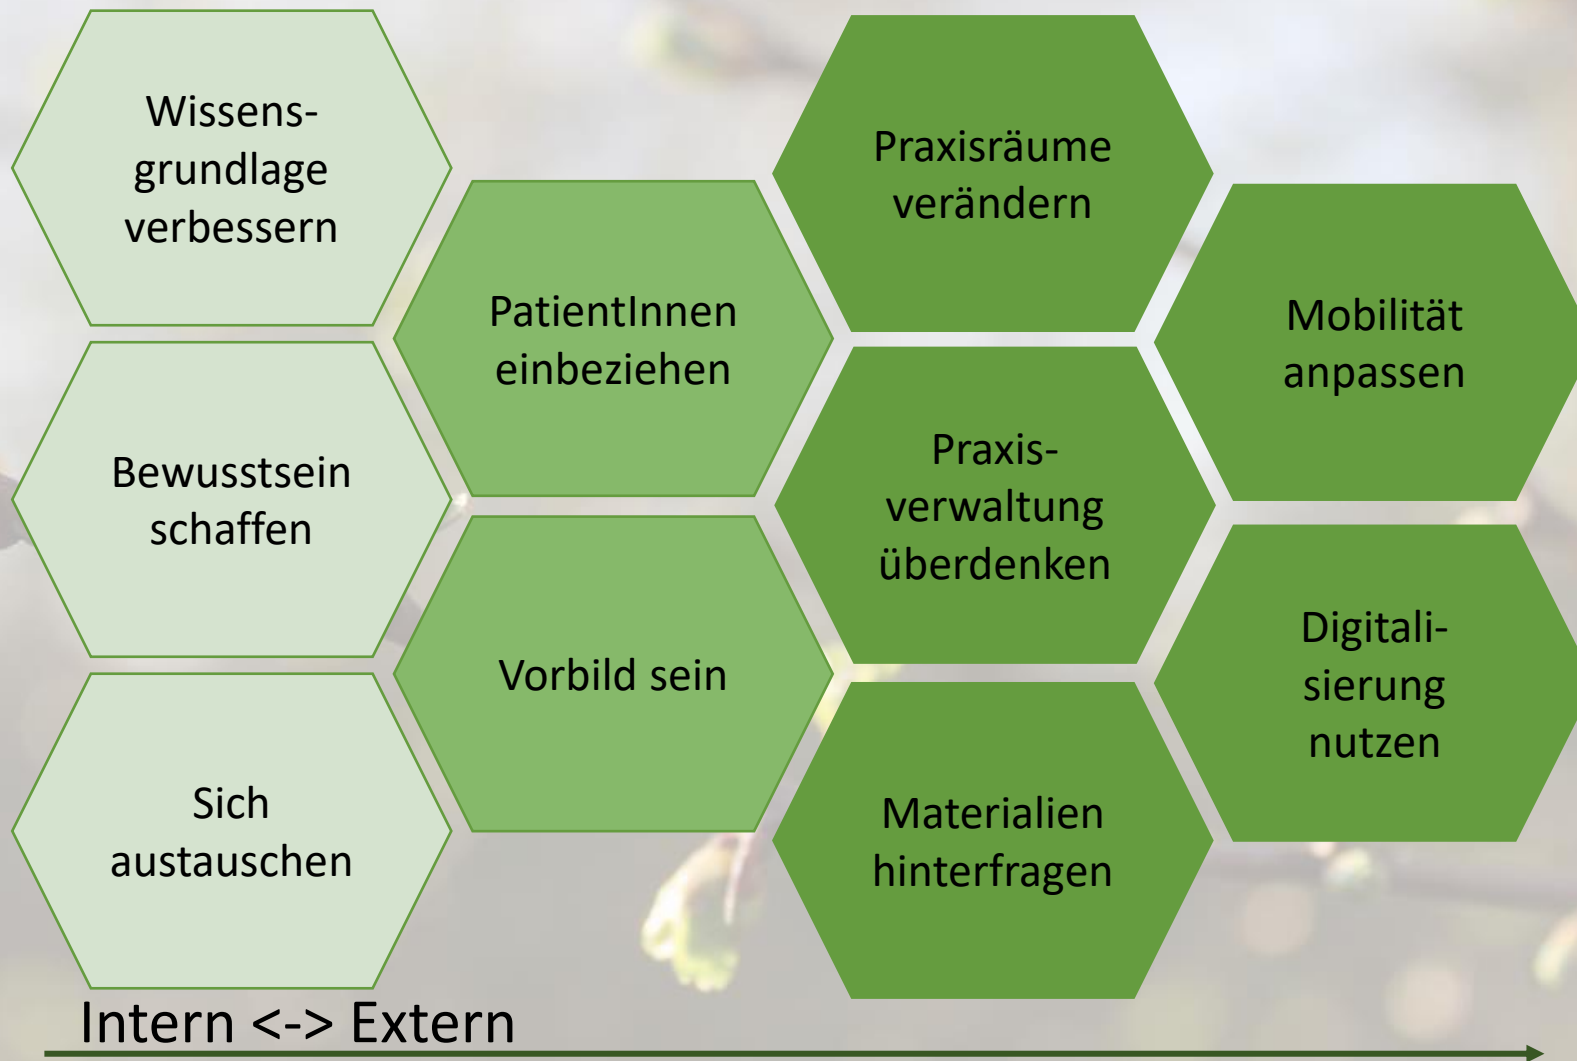 Wissens-
grundlage
verbessern
Bewusstsein
schaffen
Sich
austauschen
PatientInnen
einbeziehen
Vorbild sein
Praxisräume
verändern
Praxis-
verwaltung
überdenken
Materialien
hinterfragen
Mobilität
anpassen
Digitali-
sierung
nutzen
Intern <-> Extern